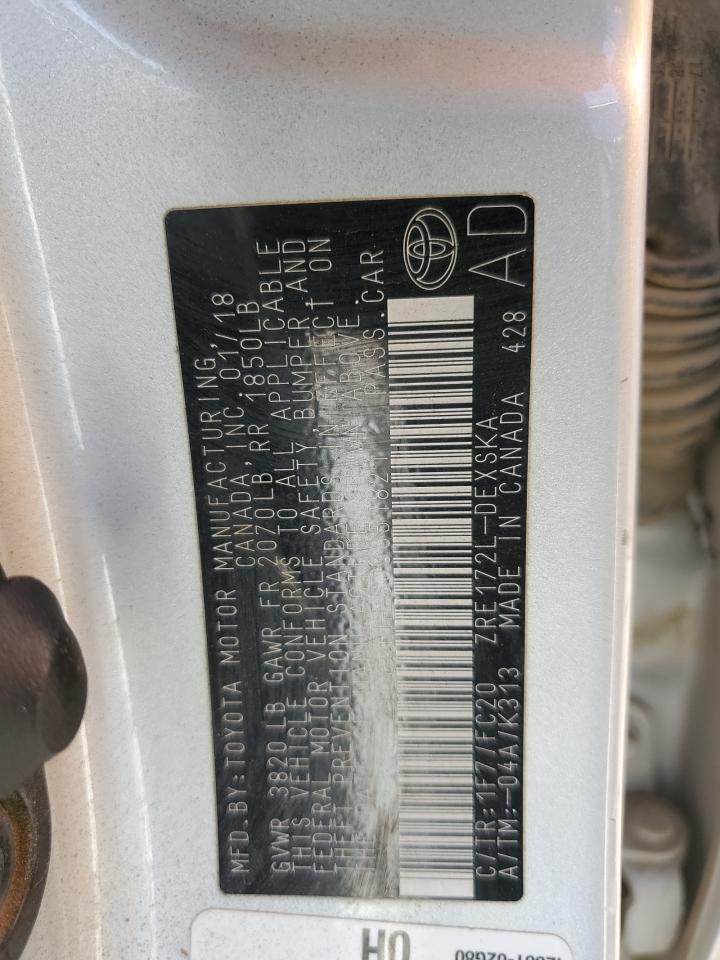 MFD.BY:TOYOTA MOTOR MANUFACTURING,
CANADA,INC. 01/18
GVWR 3820LB GAWR FR 2070LB,RR 1850LB
THIS VEHICLE CONFORMS TO ALL APPLICABLE
FEDERAL MOTOR VEHICLE SAFETY BUMPER,AND
THEFT PREVENTION STANDARDS IN EFFECT ON
ABOVE.
PASS.CAR
C/TR:1F7/FC20 ZRE172L-DEXSKA 428
A/TM:-04A/K313 MADE IN CANADA
AD